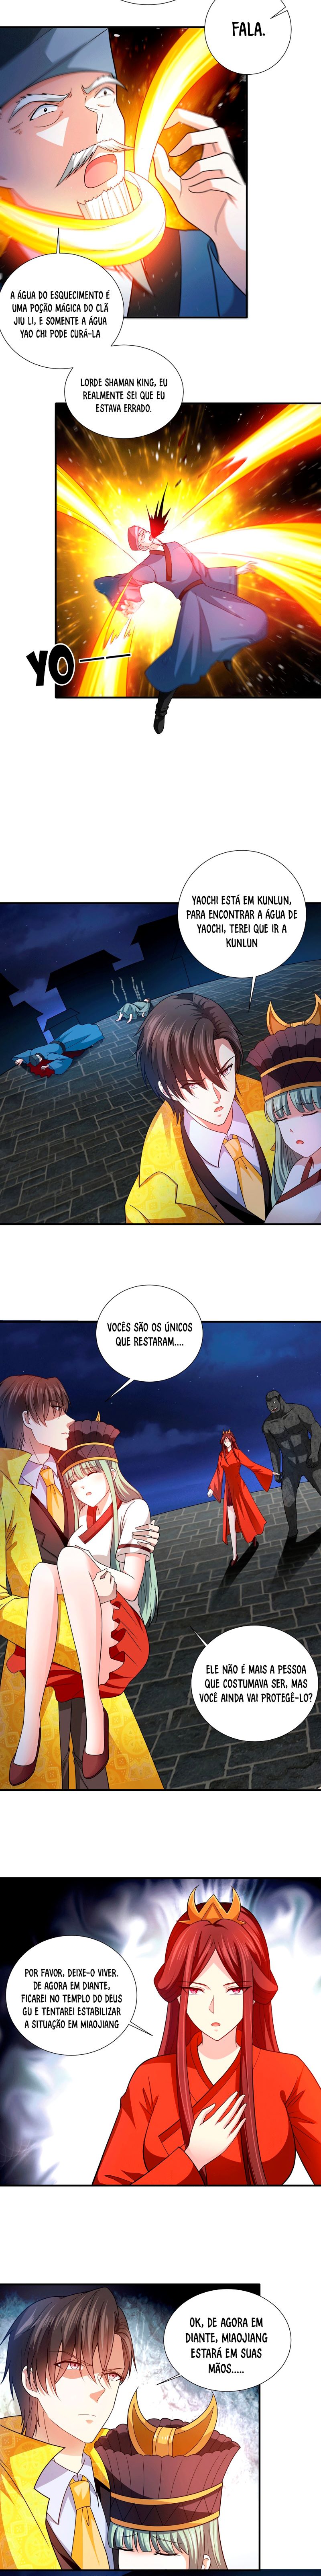 FALA.
A ÁGUA DO ESQUECIMENTO É
UMA POÇÃO MÁGICA DO CLÃ
JIU LI, E SOMENTE A ÁGUA
YAO CHI PODE CURÁ-LA
LORDE SHAMAN KING, EU
REALMENTE SEI QUE EU
ESTAVA ERRADO.
YO
YAOCHI ESTÁ EM KUNLUN,
PARA ENCONTRAR A ÁGUA DE
YAOCHI, TEREI QUE IR A
KUNLUN
VOCÊS SÃO OS ÚNICOS
QUE RESTARAM....
ELE NÃO É MAIS A PESSOA
QUE COSTUMAVA SER, MAS
VOCÊ AINDA VAI PROTEGÊ-LO?
POR FAVOR, DEIXE-O VIVER.
DE AGORA EM DIANTE,
FICAREI NO TEMPLO DO DEUS
GU E TENTAREI ESTABILIZAR
A SITUAÇÃO EM MIAOJIANG
OK, DE AGORA EM
DIANTE, MIAOJIANG
ESTARÁ EM SUAS
MÃOS.....